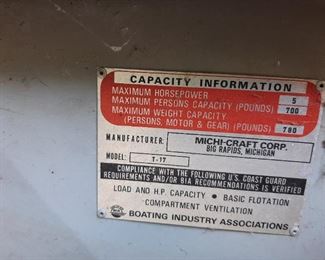 CAPACITY INFORMATION
MAXIMUM HORSEPOWER 5
MAXIMUM PERSONS CAPACITY (POUNDS) 700
MAXIMUM WEIGHT CAPACITY
(PERSONS, MOTOR & GEAR) (POUNDS) 780
MANUFACTURER: MICHI-CRAFT CORP.
BIG RAPIDS, MICHIGAN
MODEL: T-17
COMPLIANCE WITH THE FOLLOWING U.S. COAST GUARD
REQUIREMENTS AND/OR BIA RECOMMENDATIONS IS VERIFIED
LOAD AND H.P. CAPACITY • BASIC FLOTATION
COMPARTMENT VENTILATION
BOATING INDUSTRY ASSOCIATIONS